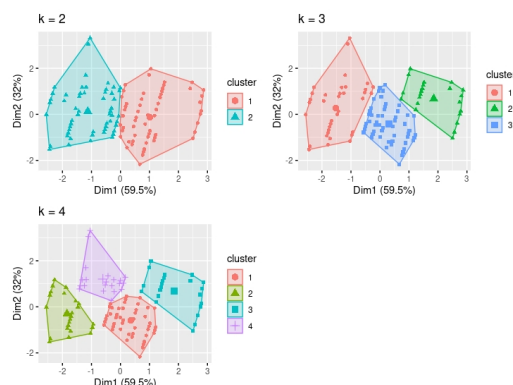 k = 2
Dim2 (32%)
2
0
-2
-2 -1 0 1 2 3
Dim1 (59.5%)
cluster
1
2
k = 3
Dim2 (32%)
2
0
-2
-2 -1 0 1 2 3
Dim1 (59.5%)
cluster
1
2
3
k = 4
Dim2 (32%)
2
0
-2
-2 -1 0 1 2 3
Dim1 (59.5%)
cluster
1
2
3
4